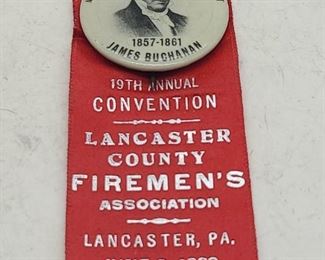 1857-1861
JAMES BUCHANAN
19TH ANNUAL
CONVENTION
LANCASTER
COUNTY
FIREMEN'S
ASSOCIATION
LANCASTER, PA.